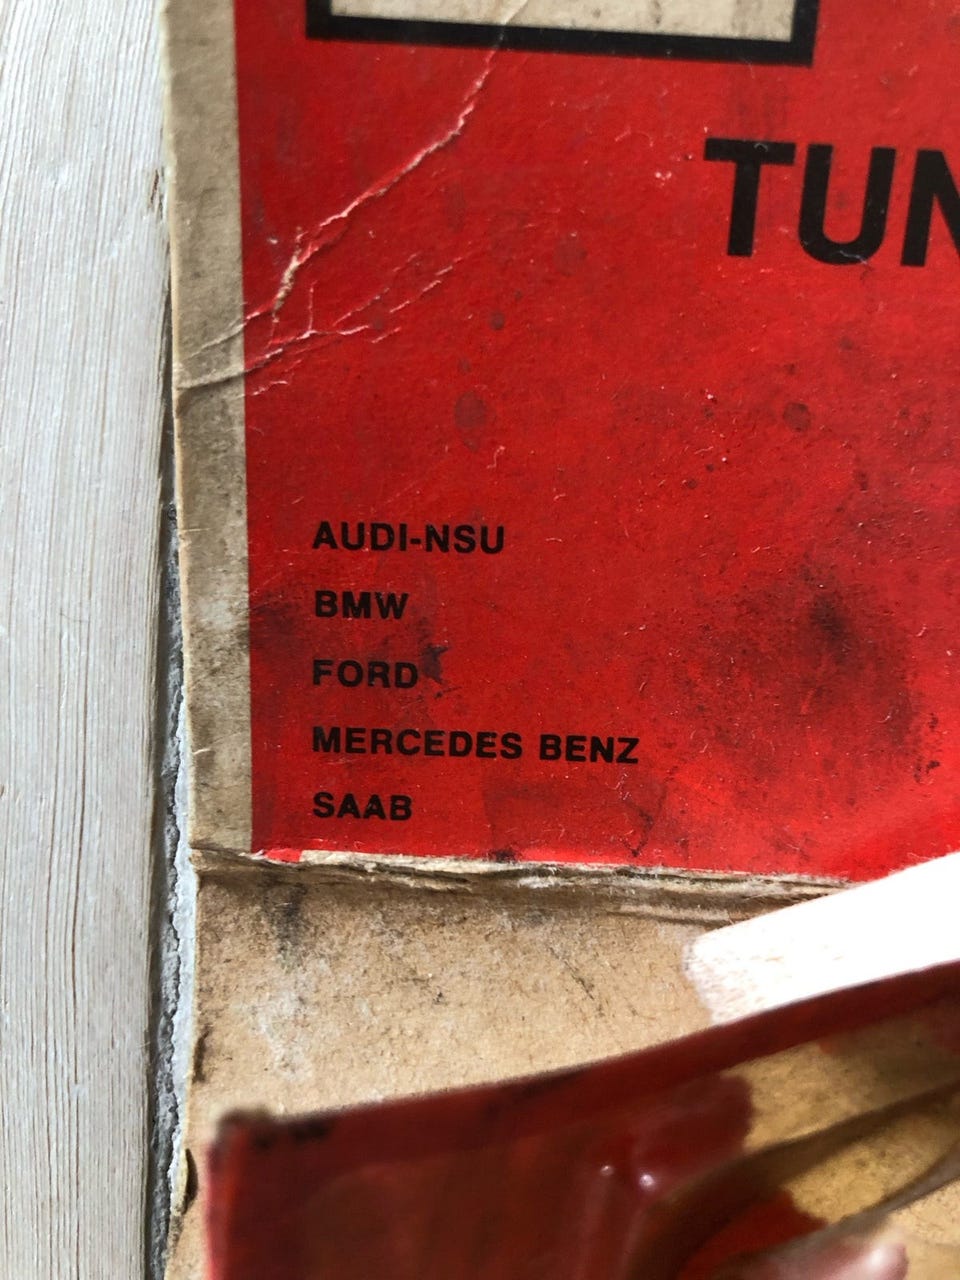 TUN
AUDI-NSU
BMW
FORD
MERCEDES BENZ
SAAB